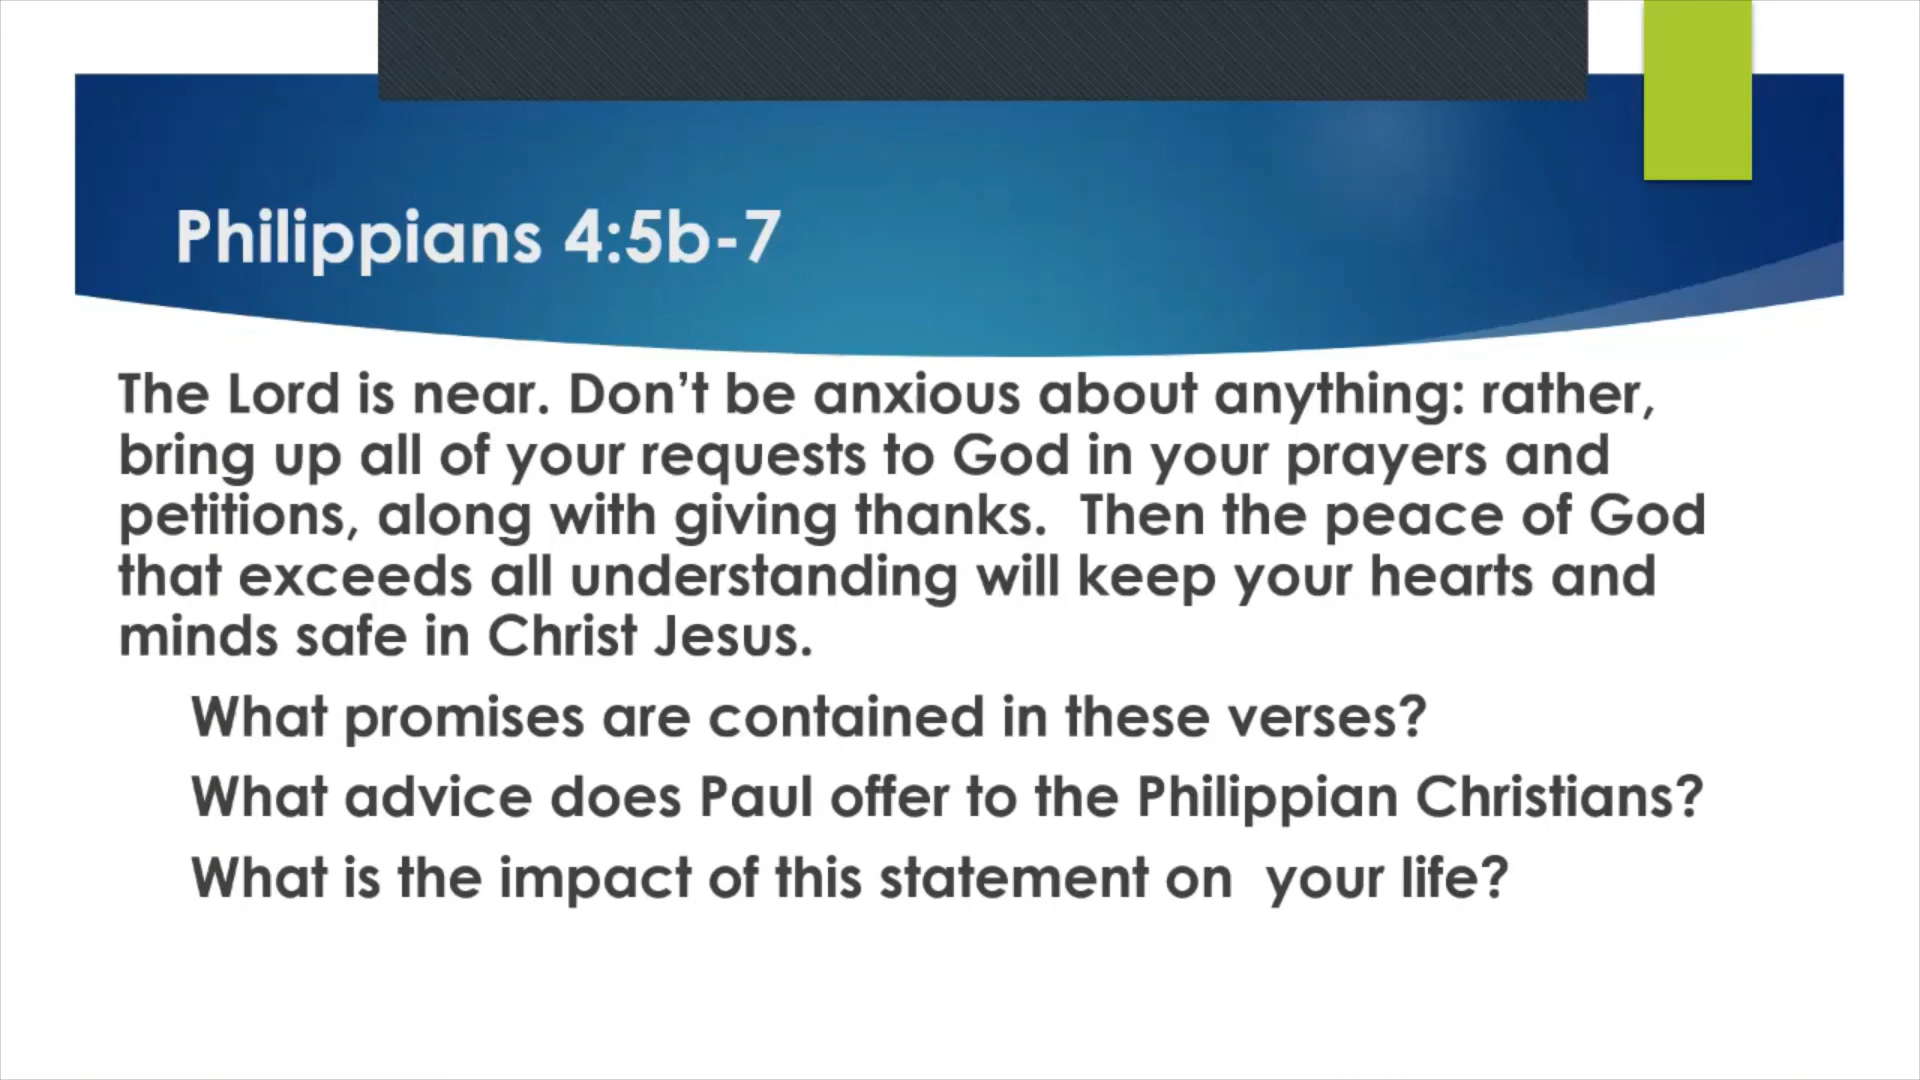 Philippians 4:5b-7
The Lord is near. Don’t be anxious about anything: rather,
bring up all of your requests to God in your prayers and
petitions, along with giving thanks.  Then the peace of God
that exceeds all understanding will keep your hearts and
minds safe in Christ Jesus.
What promises are contained in these verses?
What advice does Paul offer to the Philippian Christians?
What is the impact of this statement on  your life?